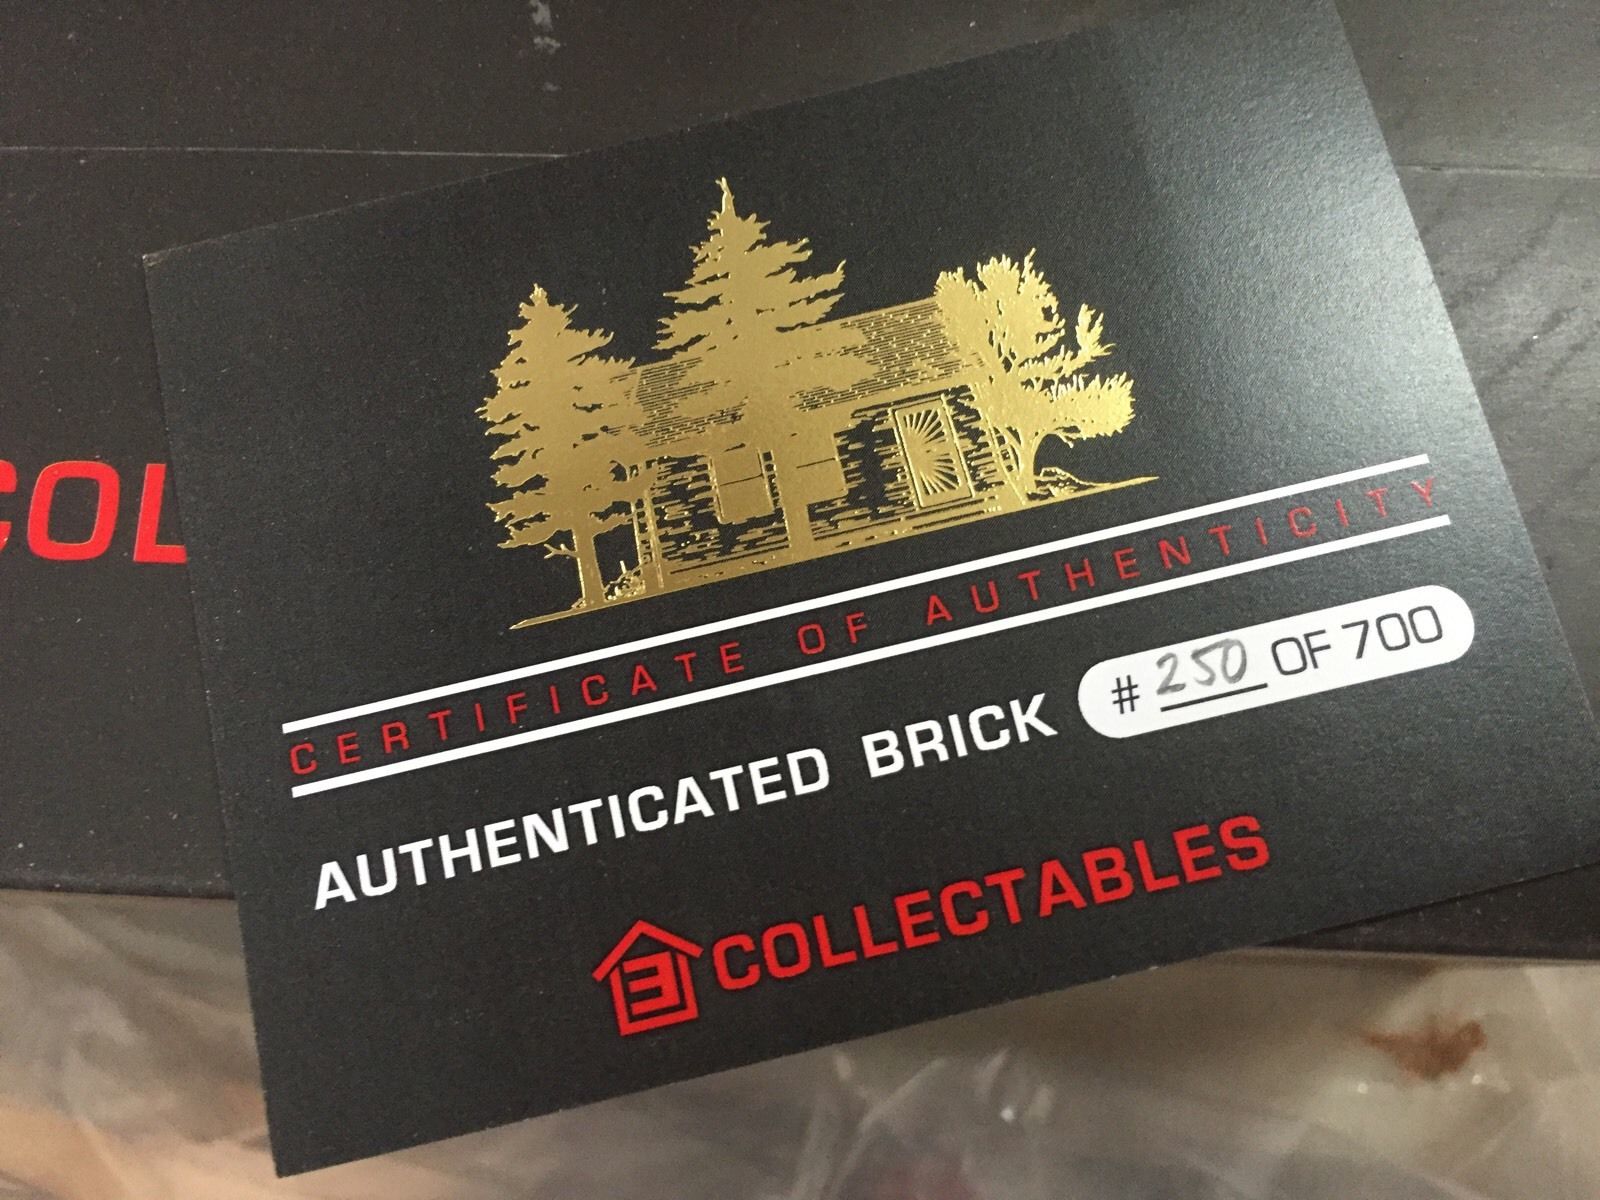 COL
CERTIFICATE OF AUTHENTICITY
AUTHENTICATED BRICK # 250 OF 700
E COLLECTABLES